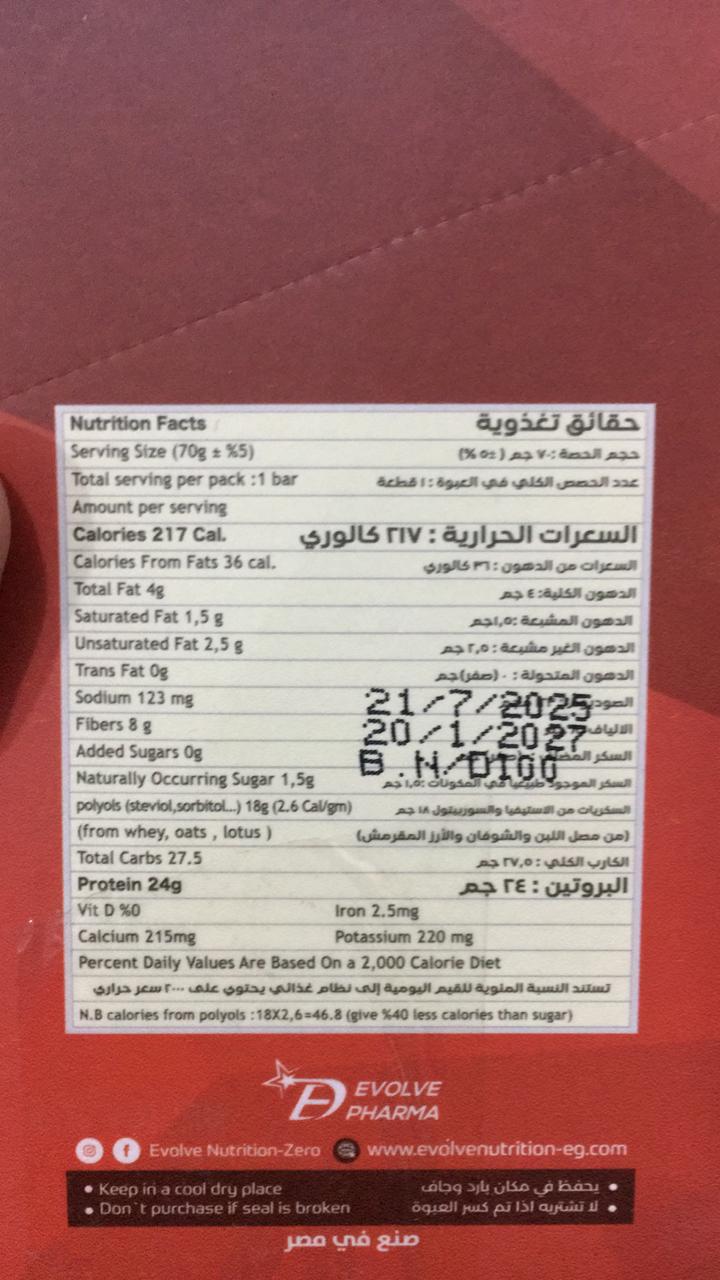 Nutrition Facts حقائق تغذوية
Serving Size (70g ± %5) حجم الحصة :٧٠ جم (±٥ %)
Total serving per pack :1 bar عدد الحصص الكلي في العبوة : ١ قطعة
Amount per serving
Calories 217 Cal. السعرات الحرارية : ٢١٧ كالوري
Calories From Fats 36 cal. السعرات من الدهون : ٣٦ كالوري
Total Fat 4g الدهون الكلية: ٤ جم
Saturated Fat 1,5 g الدهون المشبعة :١,٥جم
Unsaturated Fat 2,5 g الدهون الغير مشبعة : ٢,٥ جم
Trans Fat 0g الدهون المتحولة : ٠ (صفر)جم
Sodium 123 mg
21/7/2025
Fibers 8 g الالياف
20/1/2027
Added Sugars 0g السكر
B.N/D100
Naturally Occurring Sugar 1,5g السكر الموجود طبيعيا في المكونات :١,٥ جم
polyols (steviol,sorbitol...) 18g (2.6 Cal/gm) السكريات من الاستيفيا والسوربيتول ١٨ جم
(from whey, oats , lotus ) (من مصل اللبن والشوفان والأرز المقرمش)
Total Carbs 27.5 الكارب الكلي : ٢٧,٥ جم
Protein 24g البروتين : ٢٤ جم
Vit D %0 Iron 2.5mg
Calcium 215mg Potassium 220 mg
Percent Daily Values Are Based On a 2,000 Calorie Diet
تستند النسبة المئوية للقيم اليومية إلى نظام غذائي يحتوي على ٢٠٠٠ سعر حراري
N.B calories from polyols :18X2,6=46.8 (give %40 less calories than sugar)
EVOLVE
PHARMA
Evolve Nutrition-Zero www.evolvenutrition-eg.com
• Keep in a cool dry place • يحفظ في مكان بارد وجاف
• Don`t purchase if seal is broken • لا تشتريه اذا تم كسر العبوة
صنع في مصر